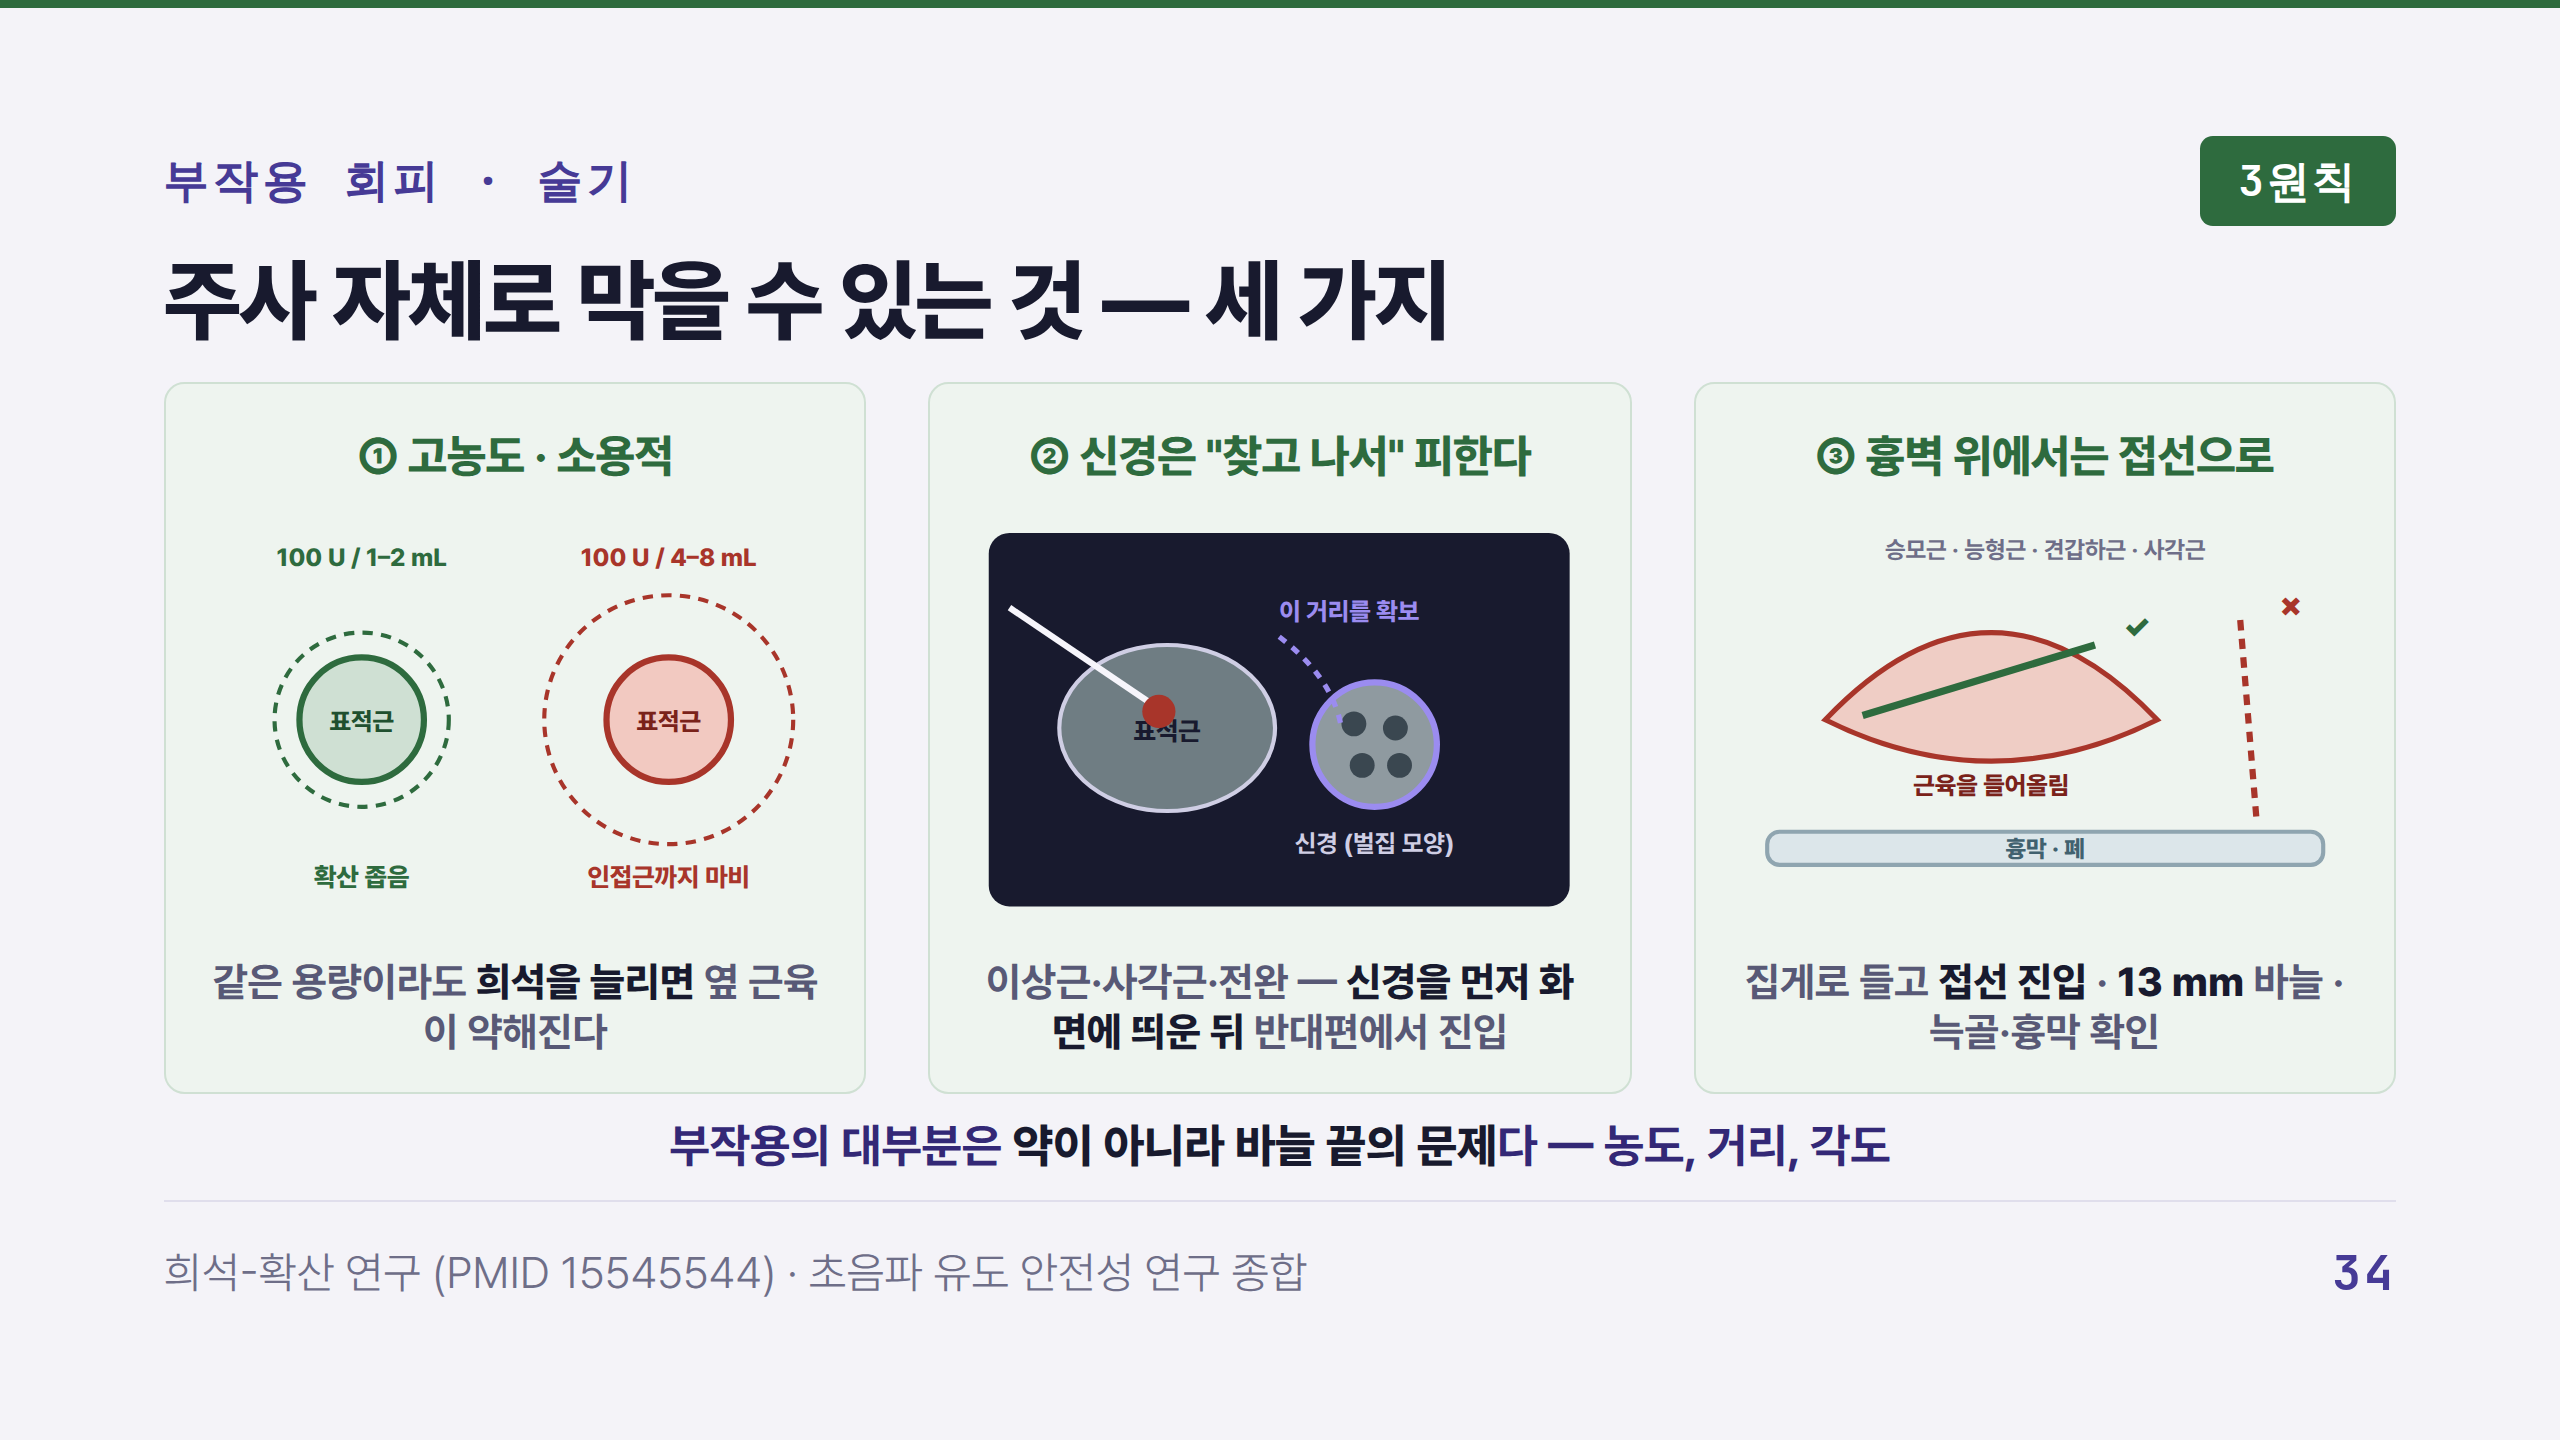 부작용 회피 · 술기
3원칙
주사 자체로 막을 수 있는 것 — 세 가지
① 고농도 · 소용적
100 U / 1–2 mL
100 U / 4–8 mL
표적근
표적근
확산 좁음
인접근까지 마비
같은 용량이라도 희석을 늘리면 옆 근육
이 약해진다
② 신경은 "찾고 나서" 피한다
이 거리를 확보
표적근
신경 (벌집 모양)
이상근·사각근·전완 — 신경을 먼저 화
면에 띄운 뒤 반대편에서 진입
③ 흉벽 위에서는 접선으로
승모근 · 능형근 · 견갑하근 · 사각근
✔
✖
근육을 들어올림
흉막 · 폐
집게로 들고 접선 진입 · 13 mm 바늘 ·
늑골·흉막 확인
부작용의 대부분은 약이 아니라 바늘 끝의 문제다 — 농도, 거리, 각도
희석-확산 연구 (PMID 15545544) · 초음파 유도 안전성 연구 종합
34